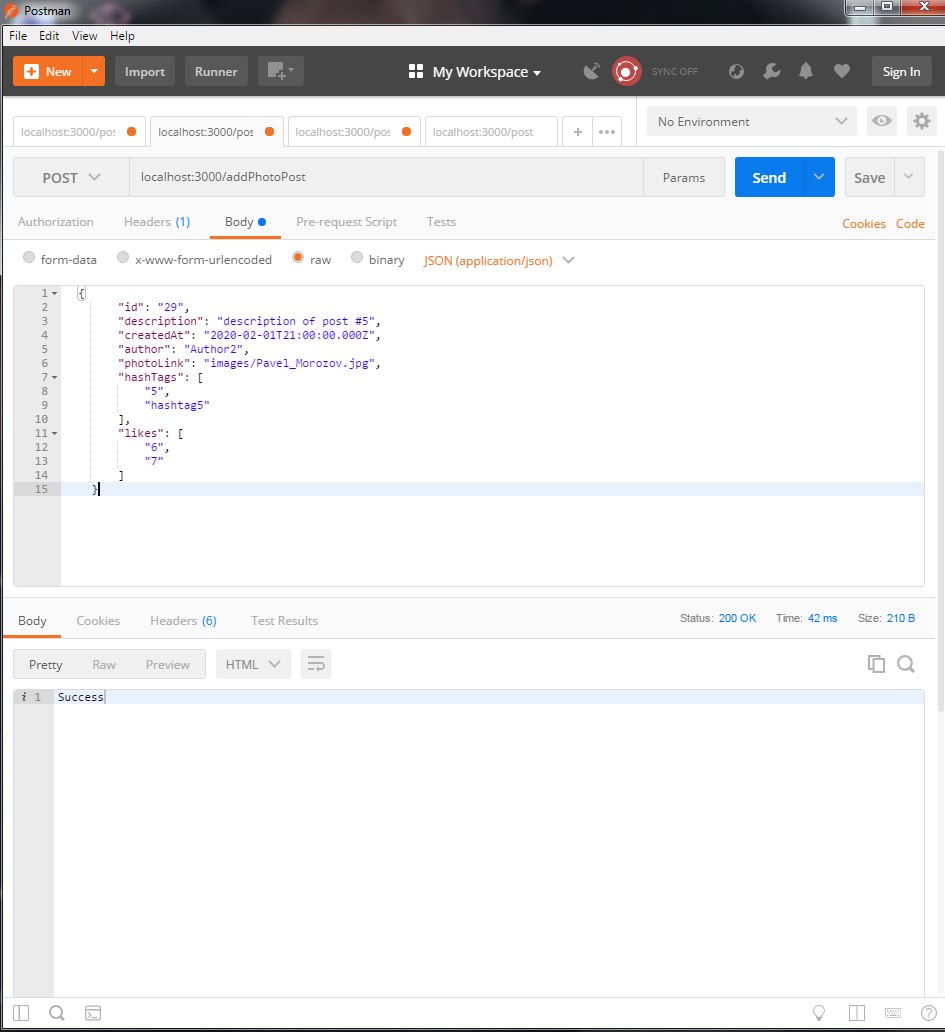 Postman
File Edit View Help
New Import Runner My Workspace SYNC OFF Sign In
localhost:3000/pos localhost:3000/pos localhost:3000/pos localhost:3000/post + ••• No Environment
POST localhost:3000/addPhotoPost Params Send Save
Authorization Headers (1) Body Pre-request Script Tests Cookies Code
form-data x-www-form-urlencoded raw binary JSON (application/json)
1 {
2 "id": "29",
3 "description": "description of post #5",
4 "createdAt": "2020-02-01T21:00:00.000Z",
5 "author": "Author2",
6 "photoLink": "images/Pavel_Morozov.jpg",
7 "hashTags": [
8 "5",
9 "hashtag5"
10 ],
11 "likes": [
12 "6",
13 "7"
14 ]
15 }
Body Cookies Headers (6) Test Results Status: 200 OK Time: 42 ms Size: 210 B
Pretty Raw Preview HTML
i 1 Success